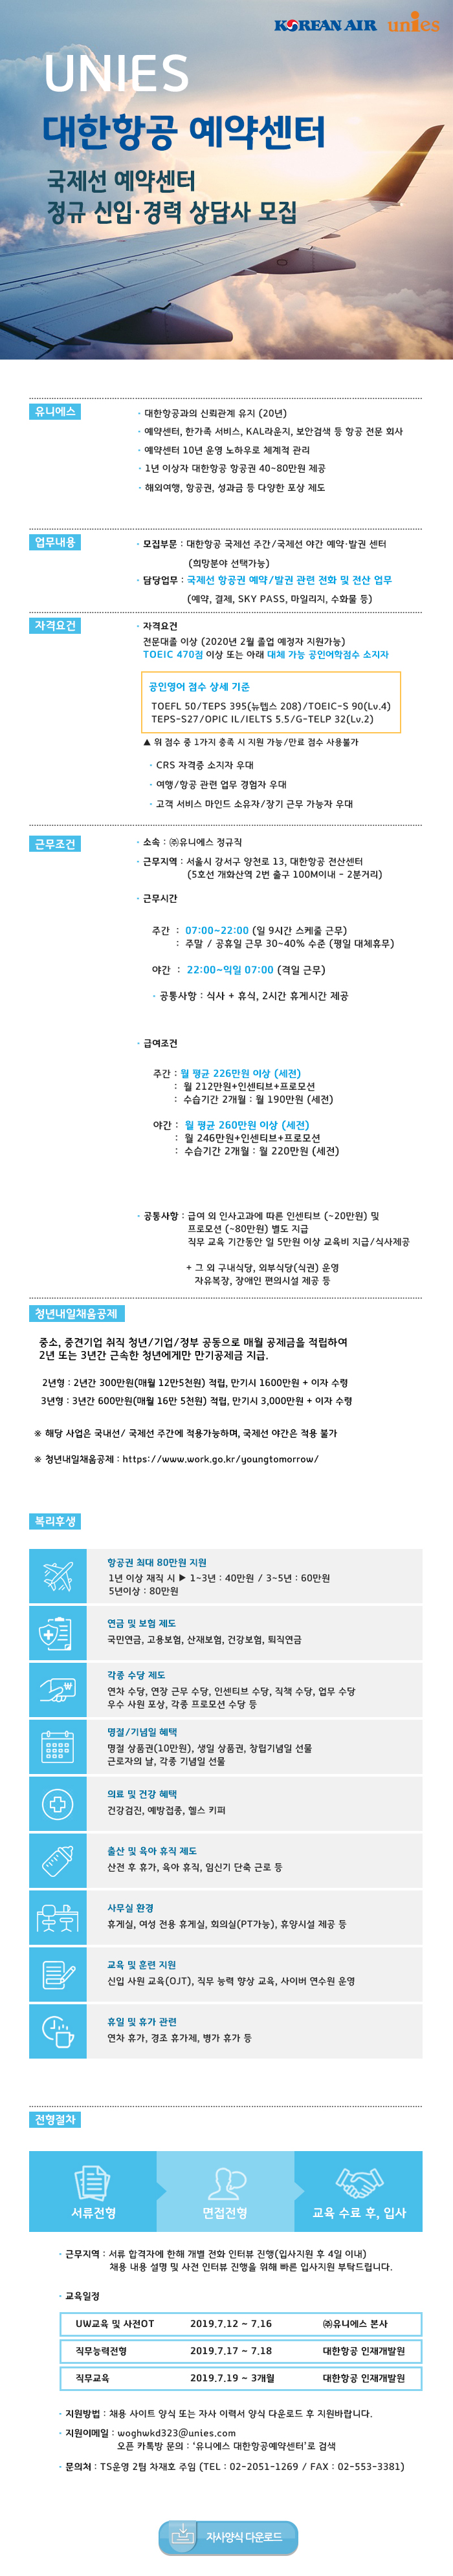 KOREAN AIR unies
UNIES
대한항공 예약센터
국제선 예약센터
정규 신입·경력 상담사 모집
유니에스
· 대한항공과의 신뢰관계 유지 (20년)
· 예약센터, 한가족 서비스, KAL라운지, 보안검색 등 항공 전문 회사
· 예약센터 10년 운영 노하우로 체계적 관리
· 1년 이상자 대한항공 항공권 40~80만원 제공
· 해외여행, 항공권, 성과금 등 다양한 포상 제도
업무내용
· 모집부문 : 대한항공 국제선 주간/국제선 야간 예약·발권 센터
(희망분야 선택가능)
· 담당업무 : 국제선 항공권 예약/발권 관련 전화 및 전산 업무
(예약, 결제, SKY PASS, 마일리지, 수화물 등)
자격요건
· 자격요건
전문대졸 이상 (2020년 2월 졸업 예정자 지원가능)
TOEIC 470점 이상 또는 아래 대체 가능 공인어학점수 소지자
공인영어 점수 상세 기준
TOEFL 50/TEPS 395(뉴텝스 208)/TOEIC-S 90(Lv.4)
TEPS-S27/OPIC IL/IELTS 5.5/G-TELP 32(Lv.2)
▲ 위 점수 중 1가지 충족 시 지원 가능/만료 점수 사용불가
· CRS 자격증 소지자 우대
· 여행/항공 관련 업무 경험자 우대
· 고객 서비스 마인드 소유자/장기 근무 가능자 우대
근무조건
· 소속 : ㈜유니에스 정규직
· 근무지역 : 서울시 강서구 양천로 13, 대한항공 전산센터
(5호선 개화산역 2번 출구 100M이내 - 2분거리)
· 근무시간
주간 : 07:00~22:00 (일 9시간 스케줄 근무)
: 주말 / 공휴일 근무 30~40% 수준 (평일 대체휴무)
야간 : 22:00~익일 07:00 (격일 근무)
· 공통사항 : 식사 + 휴식, 2시간 휴게시간 제공
· 급여조건
주간 : 월 평균 226만원 이상 (세전)
: 월 212만원+인센티브+프로모션
: 수습기간 2개월 : 월 190만원 (세전)
야간 : 월 평균 260만원 이상 (세전)
: 월 246만원+인센티브+프로모션
: 수습기간 2개월 : 월 220만원 (세전)
· 공통사항 : 급여 외 인사고과에 따른 인센티브 (~20만원) 및
프로모션 (~80만원) 별도 지급
직무 교육 기간동안 일 5만원 이상 교육비 지급/식사제공
+ 그 외 구내식당, 외부식당(식권) 운영
자유복장, 장애인 편의시설 제공 등
청년내일채움공제
중소, 중견기업 취직 청년/기업/정부 공동으로 매월 공제금을 적립하여
2년 또는 3년간 근속한 청년에게만 만기공제금 지급.
2년형 : 2년간 300만원(매월 12만5천원) 적립, 만기시 1600만원 + 이자 수령
3년형 : 3년간 600만원(매월 16만 5천원) 적립, 만기시 3,000만원 + 이자 수령
※ 해당 사업은 국내선/ 국제선 주간에 적용가능하며, 국제선 야간은 적용 불가
※ 청년내일채움공제 : https://www.work.go.kr/youngtomorrow/
복리후생
항공권 최대 80만원 지원
1년 이상 재직 시 ▶ 1~3년 : 40만원 / 3~5년 : 60만원
5년이상 : 80만원
연금 및 보험 제도
국민연금, 고용보험, 산재보험, 건강보험, 퇴직연금
각종 수당 제도
연차 수당, 연장 근무 수당, 인센티브 수당, 직책 수당, 업무 수당
우수 사원 포상, 각종 프로모션 수당 등
명절/기념일 혜택
명절 상품권(10만원), 생일 상품권, 창립기념일 선물
근로자의 날, 각종 기념일 선물
의료 및 건강 혜택
건강검진, 예방접종, 헬스 키퍼
출산 및 육아 휴직 제도
산전 후 휴가, 육아 휴직, 임신기 단축 근로 등
사무실 환경
휴게실, 여성 전용 휴게실, 회의실(PT가능), 휴양시설 제공 등
교육 및 훈련 지원
신입 사원 교육(OJT), 직무 능력 향상 교육, 사이버 연수원 운영
휴일 및 휴가 관련
연차 휴가, 경조 휴가제, 병가 휴가 등
전형절차
서류전형
면접전형
교육 수료 후, 입사
· 근무지역 : 서류 합격자에 한해 개별 전화 인터뷰 진행(입사지원 후 4일 이내)
채용 내용 설명 및 사전 인터뷰 진행을 위해 빠른 입사지원 부탁드립니다.
· 교육일정
UW교육 및 사전OT 2019.7.12 ~ 7.16 ㈜유니에스 본사
직무능력전형 2019.7.17 ~ 7.18 대한항공 인재개발원
직무교육 2019.7.19 ~ 3개월 대한항공 인재개발원
· 지원방법 : 채용 사이트 양식 또는 자사 이력서 양식 다운로드 후 지원바랍니다.
· 지원이메일 : woghwkd323@unies.com
오픈 카톡방 문의 : '유니에스 대한항공예약센터'로 검색
· 문의처 : TS운영 2팀 차재호 주임 (TEL : 02-2051-1269 / FAX : 02-553-3381)
자사양식 다운로드